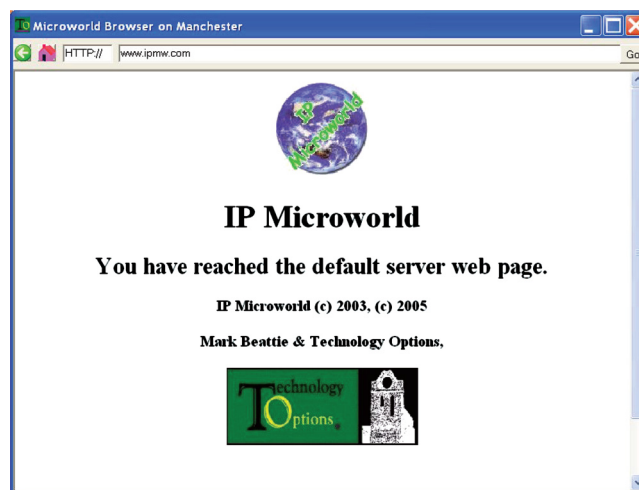 TO Microworld Browser on Manchester
HTTP:// www.ipmw.com Go
IP
Microworld
IP Microworld
You have reached the default server web page.
IP Microworld (c) 2003, (c) 2005
Mark Beattie & Technology Options,
Technology
Options